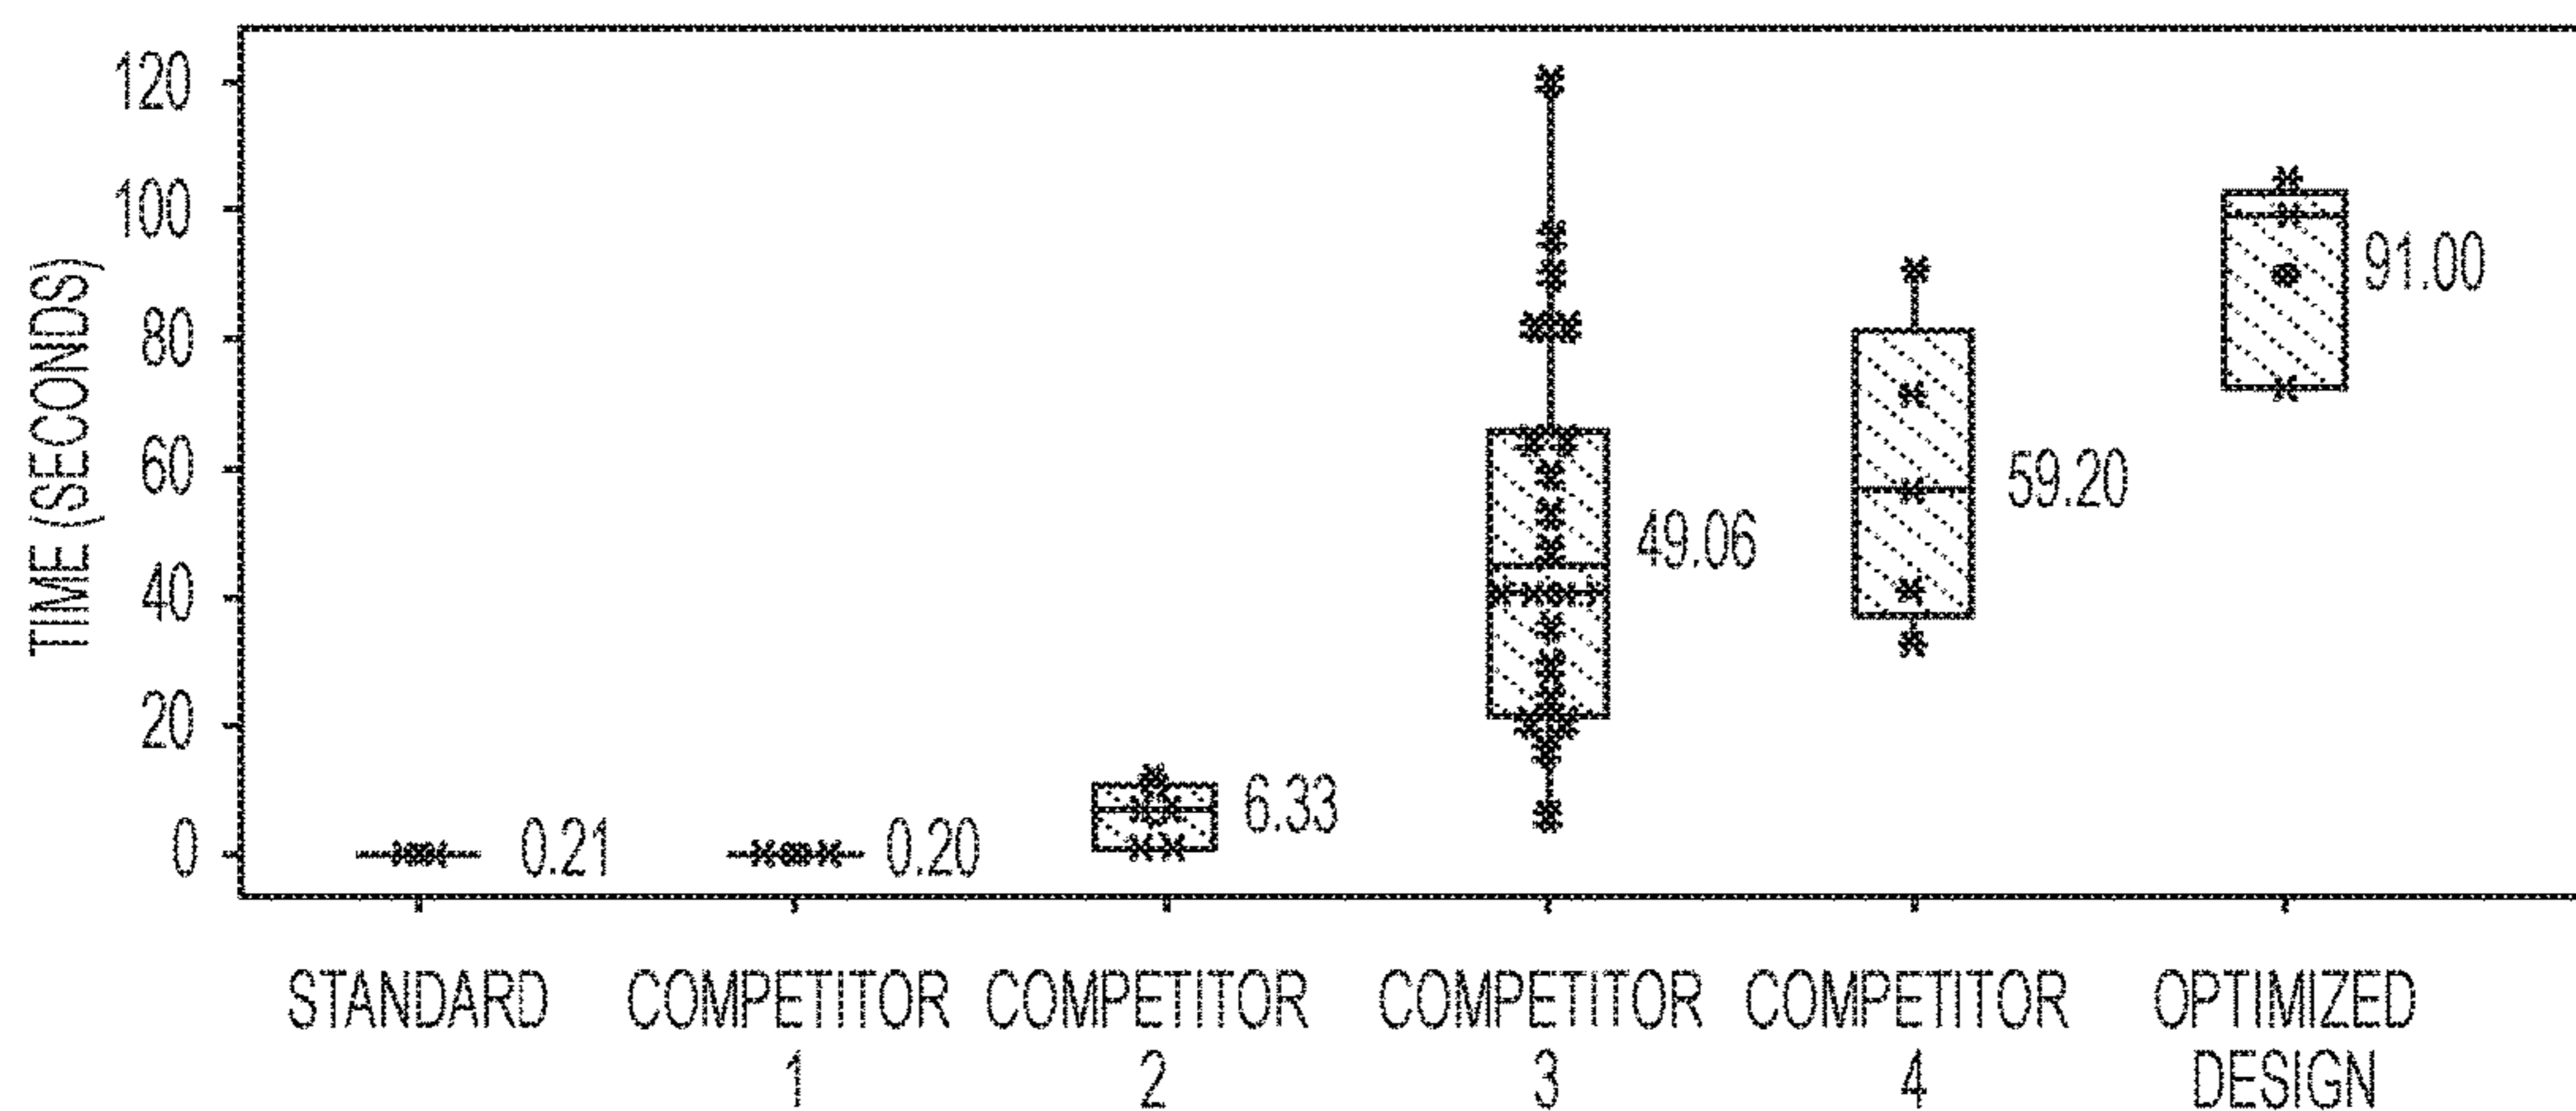 TIME (SECONDS)
120
100
80
60
40
20
0
0.21
0.20
6.33
49.06
59.20
91.00
STANDARD
COMPETITOR
1
COMPETITOR
2
COMPETITOR
3
COMPETITOR
4
OPTIMIZED
DESIGN